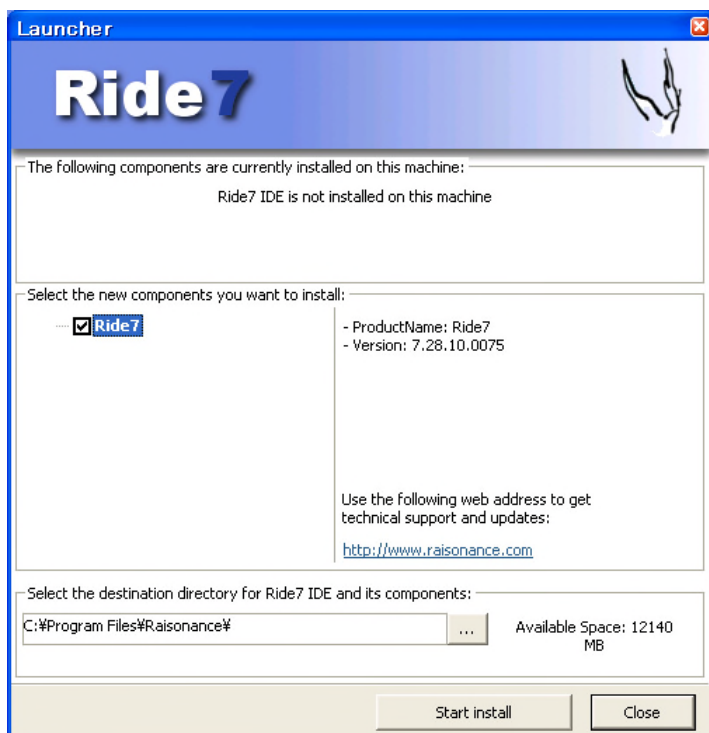 Launcher
Ride7
The following components are currently installed on this machine:
Ride7 IDE is not installed on this machine
Select the new components you want to install:
Ride7
- ProductName: Ride7
- Version: 7.28.10.0075
Use the following web address to get
technical support and updates:
http://www.raisonance.com
Select the destination directory for Ride7 IDE and its components:
C:¥Program Files¥Raisonance¥
...
Available Space: 12140
MB
Start install
Close